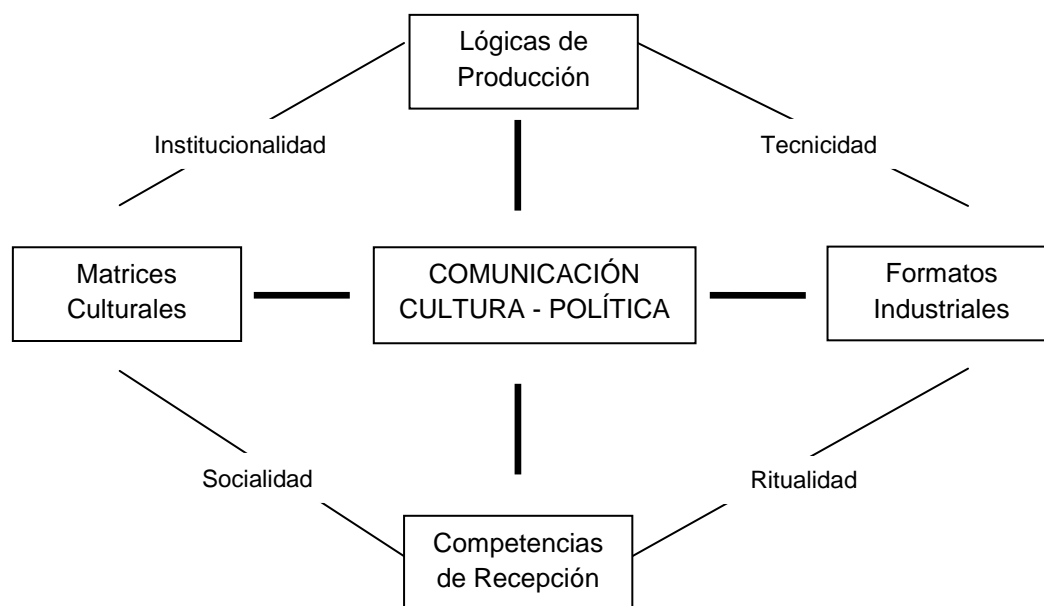 Lógicas de
Producción
Institucionalidad
Tecnicidad
Matrices
Culturales
COMUNICACIÓN
CULTURA - POLÍTICA
Formatos
Industriales
Socialidad
Ritualidad
Competencias
de Recepción